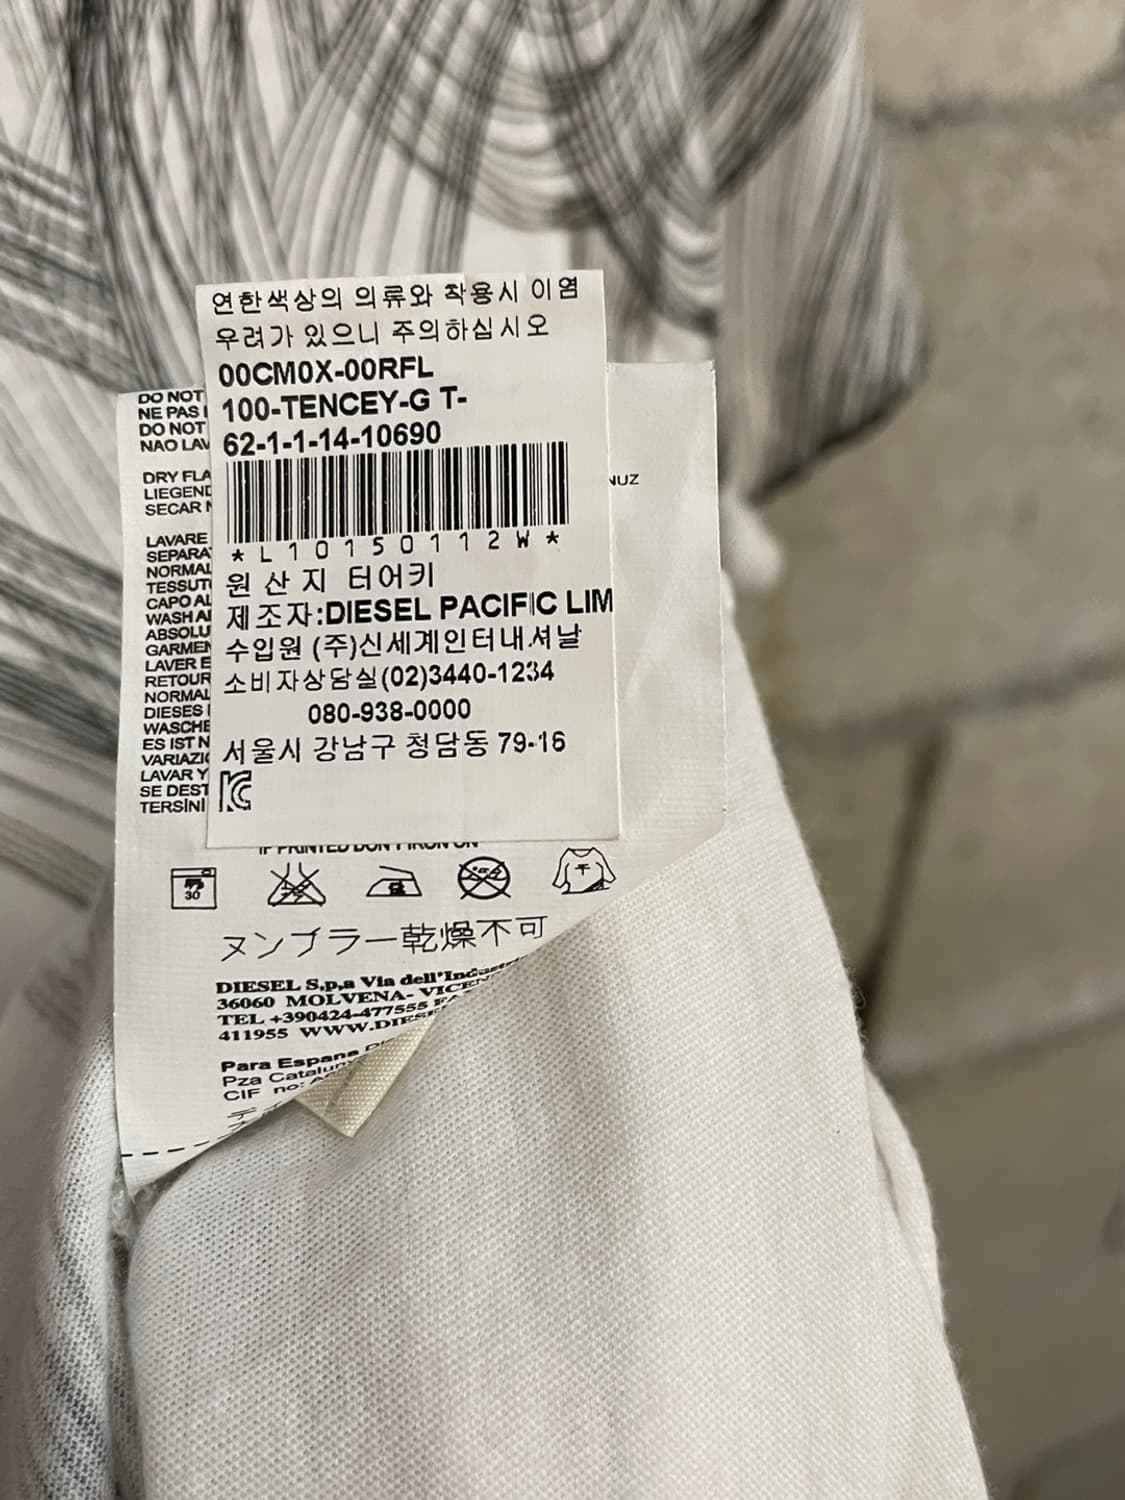 연한색상의 의류와 착용시 이염
우려가 있으니 주의하십시오
00CM0X-00RFL
100-TENCEY-G T-
62-1-1-14-10690
*L10150112W*
원산지 터어키
제조자:DIESEL PACIFIC LIM
수입원 (주)신세계인터내셔날
소비자상담실(02)3440-1234
080-938-0000
서울시 강남구 청담동 79-16
DO NOT
NE PAS
DO NOT
NAO LAV
DRY FLA
LIEGEND
SECAR
NUZ
LAVARE
SEPARA
NORMAL
TESSUT
CAPO AL
WASH A
ABSOLU
GARMEN
LAVER E
RETOUR
NORMAL
DIESES
WASCHE
ES IST N
VARIAZI
LAVAR Y
SE DEST
TERSİNİ
IF PRINTED DON'T IRON ON
30
ヌンブラー乾燥不可
DIESEL S.p.a Via dell'Indust
36060 MOLVENA- VICEN
TEL +390424-477555 FA
411955 WWW.DIESE
Para Espana
Pza Catalun
CIF no: